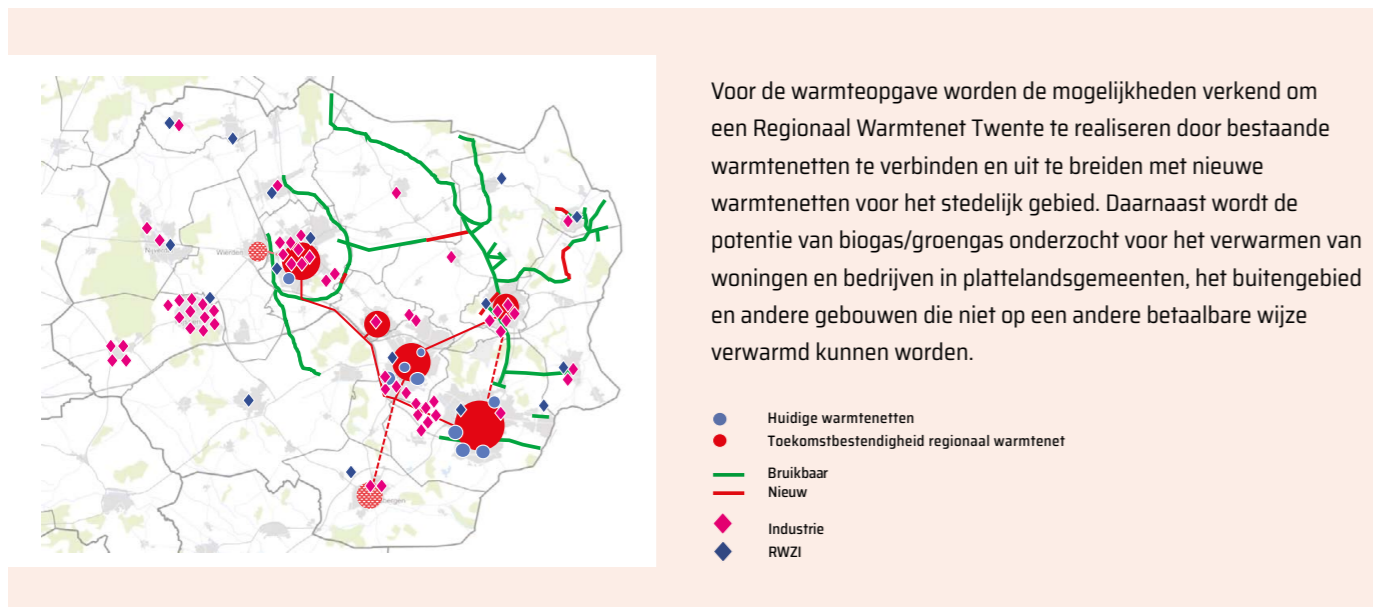 Voor de warmteopgave worden de mogelijkheden verkend om
een Regionaal Warmtenet Twente te realiseren door bestaande
warmtenetten te verbinden en uit te breiden met nieuwe
warmtenetten voor het stedelijk gebied. Daarnaast wordt de
potentie van biogas/groengas onderzocht voor het verwarmen van
woningen en bedrijven in plattelandsgemeenten, het buitengebied
en andere gebouwen die niet op een andere betaalbare wijze
verwarmd kunnen worden.
Huidige warmtenetten
Toekomstbestendigheid regionaal warmtenet
Bruikbaar
Nieuw
Industrie
RWZI
Wierden